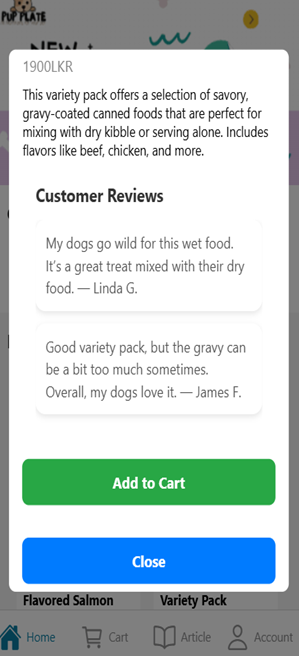 PUP PLATE
NEW
1900LKR
This variety pack offers a selection of savory,
gravy-coated canned foods that are perfect for
mixing with dry kibble or serving alone. Includes
flavors like beef, chicken, and more.
Customer Reviews
My dogs go wild for this wet food.
It's a great treat mixed with their dry
food. — Linda G.
Good variety pack, but the gravy can
be a bit too much sometimes.
Overall, my dogs love it. — James F.
Add to Cart
Close
Flavored Salmon Variety Pack
Home Cart Article Account